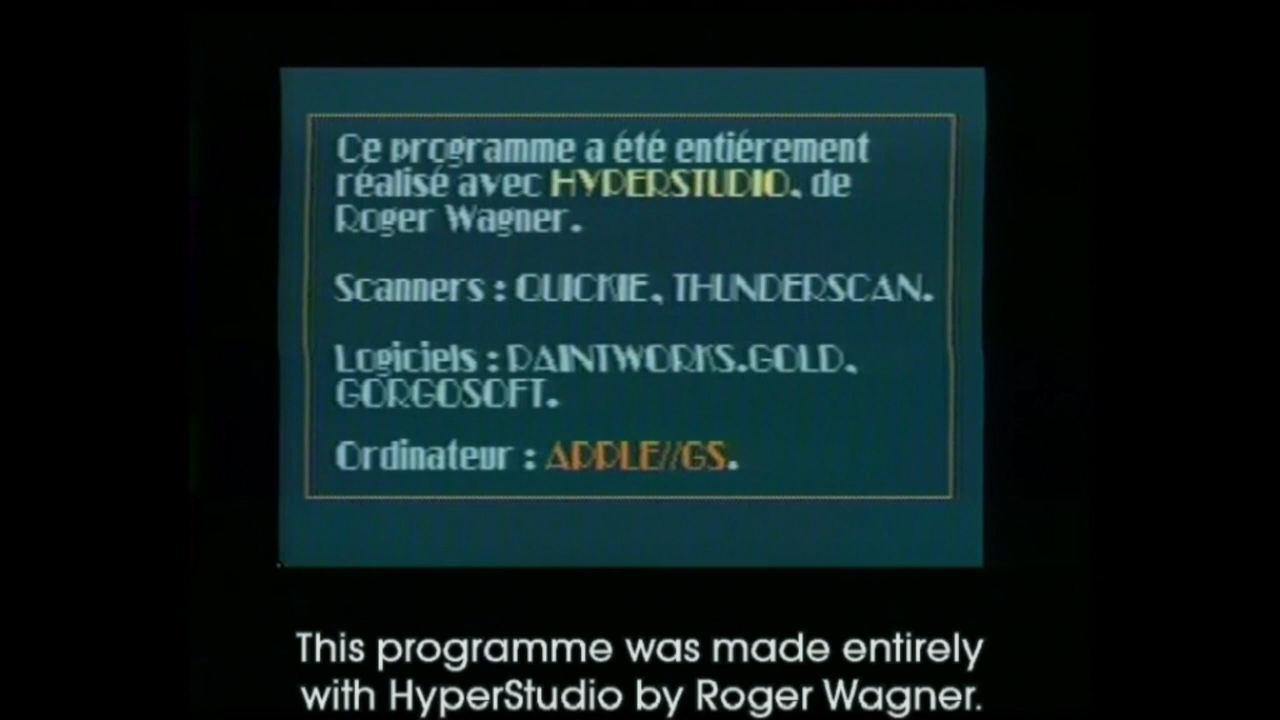 Ce programme a été entiérement
réalisé avec HYPERSTUDIO, de
Roger Wagner.
Scanners : QUICKIE, THUNDERSCAN.
Logiciels : PAINTWORKS.GOLD,
GORGOSOFT.
Ordinateur : APPLE//GS.
This programme was made entirely
with HyperStudio by Roger Wagner.